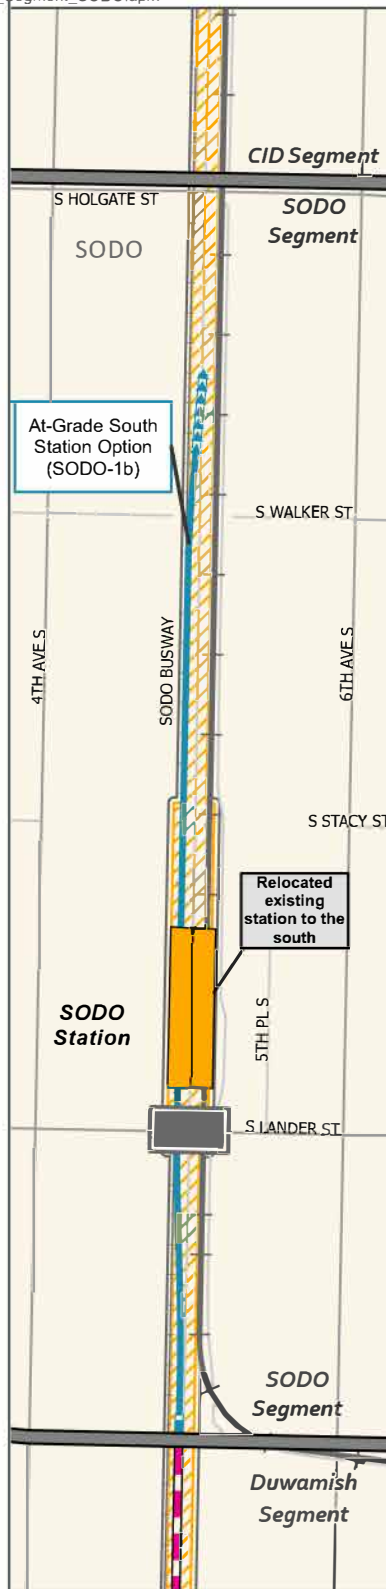 CID Segment
S HOLGATE ST
SODO
Segment
SODO
At-Grade South
Station Option
(SODO-1b)
S WALKER ST
4TH AVE S
SODO BUSWAY
6TH AVE S
S STACY ST
Relocated
existing
station to the
south
SODO
Station
5TH PL S
S LANDER ST
SODO
Segment
Duwamish
Segment